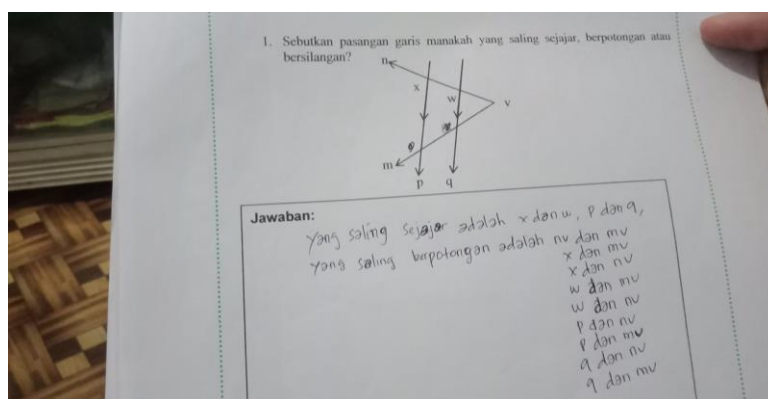 1. Sebutkan pasangan garis manakah yang saling sejajar, berpotongan atau
bersilangan?
n
x
w
v
m
p
q
Jawaban:
Yang saling sejajar adalah x dan w, p dan q,
Yang saling berpotongan adalah nv dan mv
x dan mv
x dan nv
w dan mv
w dan nv
p dan nv
p dan mv
q dan nv
q dan mv